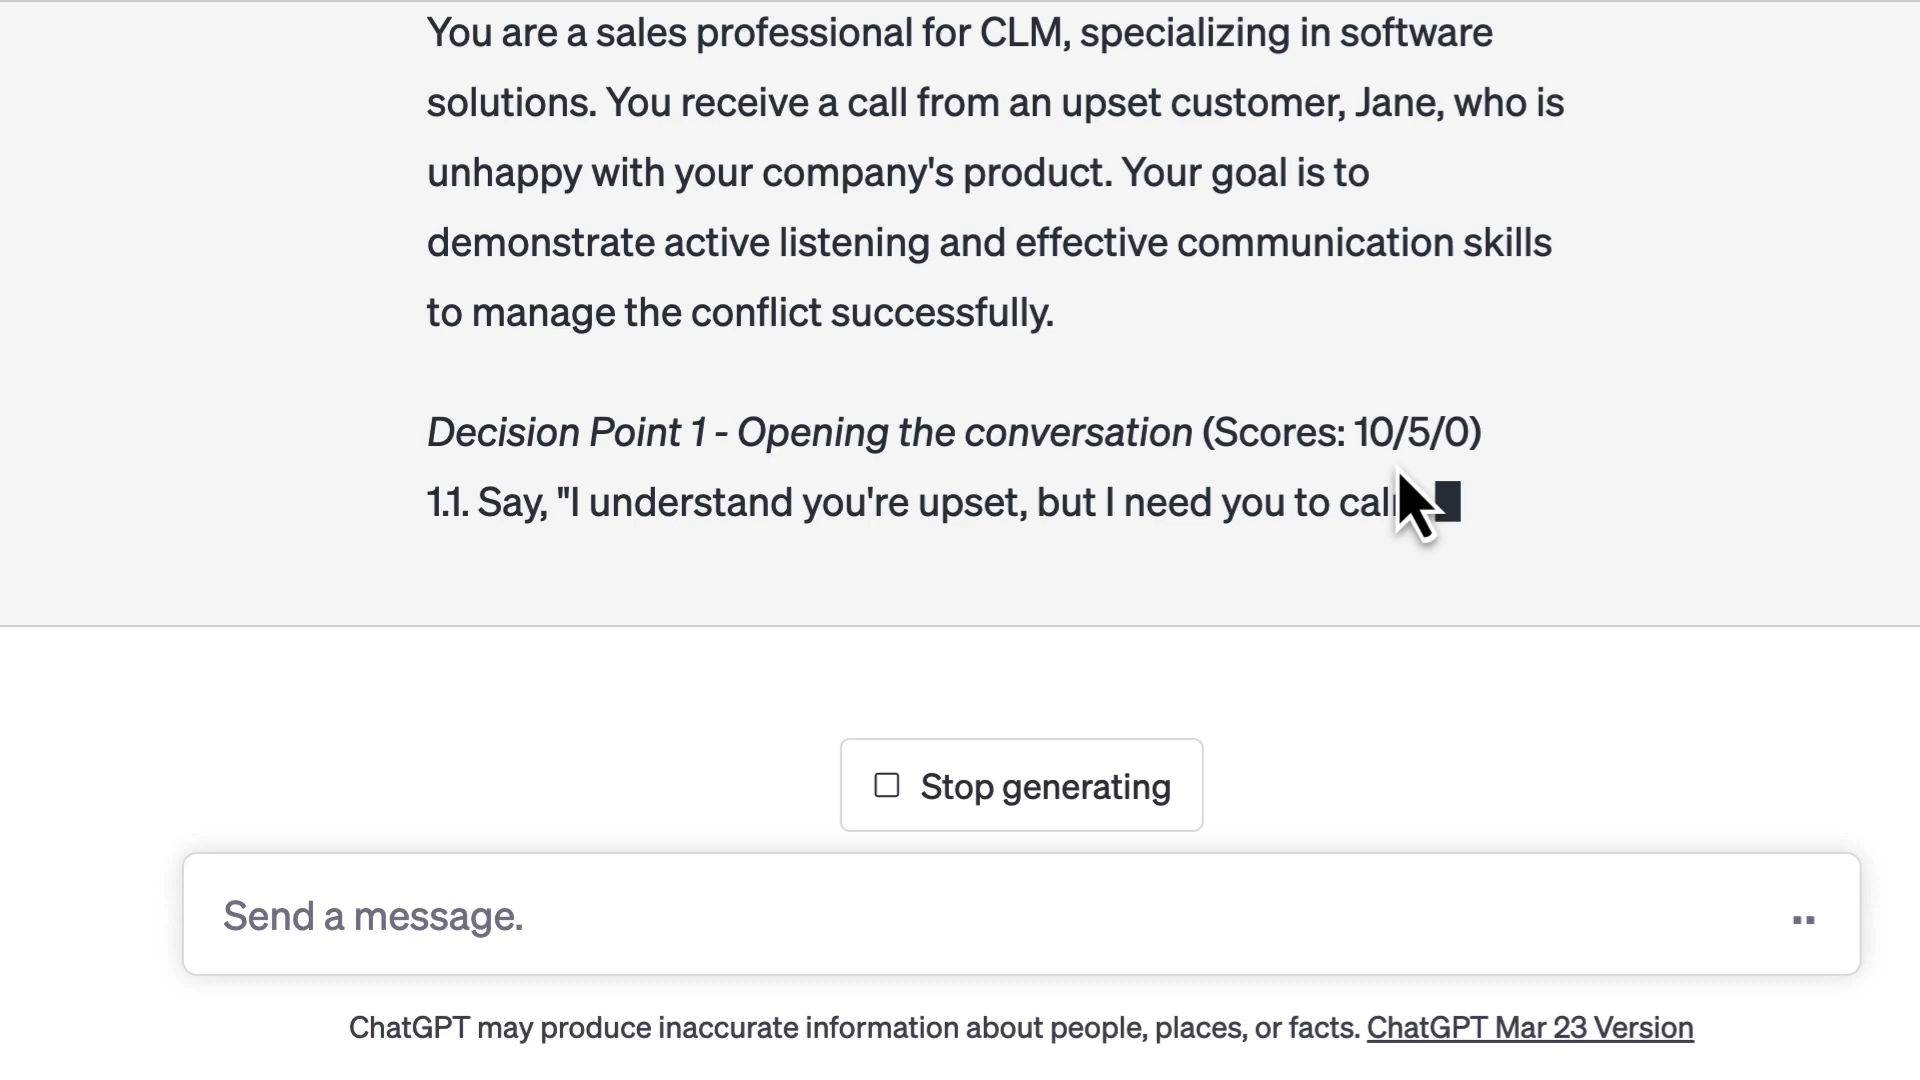 You are a sales professional for CLM, specializing in software
solutions. You receive a call from an upset customer, Jane, who is
unhappy with your company's product. Your goal is to
demonstrate active listening and effective communication skills
to manage the conflict successfully.
Decision Point 1 - Opening the conversation (Scores: 10/5/0)
1.1. Say, "I understand you're upset, but I need you to
Stop generating
Send a message.
ChatGPT may produce inaccurate information about people, places, or facts. ChatGPT Mar 23 Version